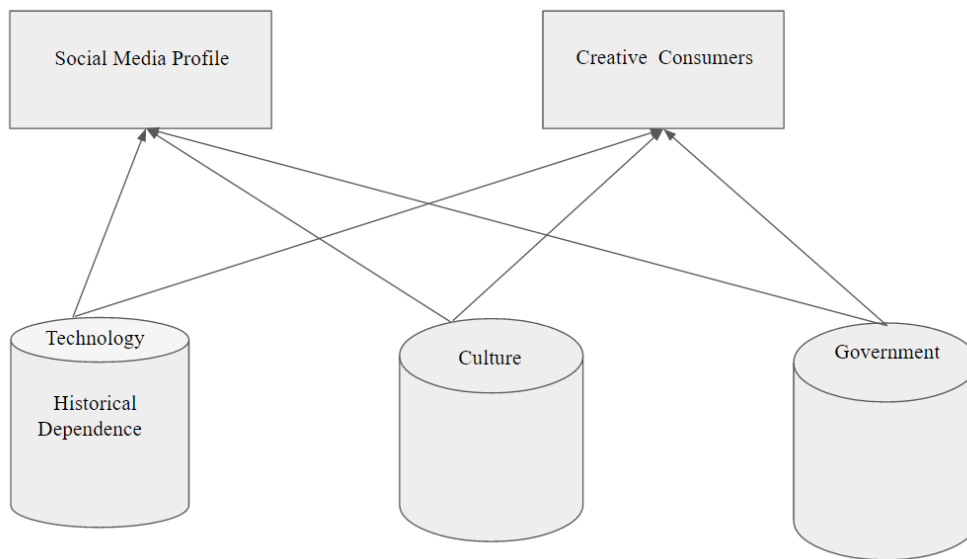 Social Media Profile
Creative Consumers
Technology
Culture
Government
Historical
Dependence